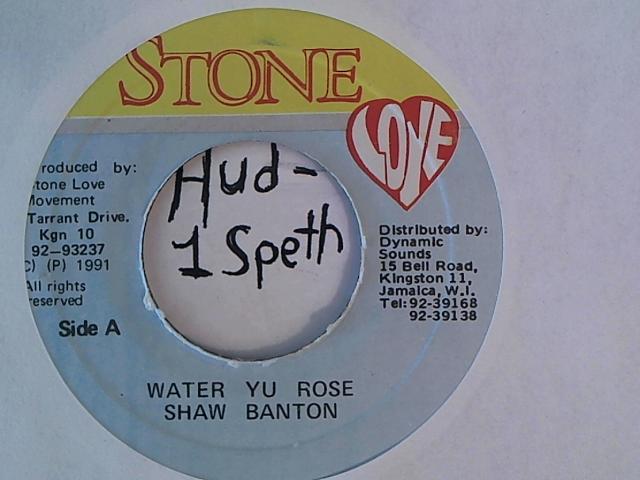 STONE
LOVE
roduced by:
tone Love
Movement
Tarrant Drive.
Kgn 10
92-93237
C) (P) 1991
All rights
reserved
Side A
Hud-
1 Speth
Distributed by:
Dynamic
Sounds
15 Bell Road,
Kingston 11,
Jamaica, W.I.
Tel:92-39168
92-39138
WATER YU ROSE
SHAW BANTON